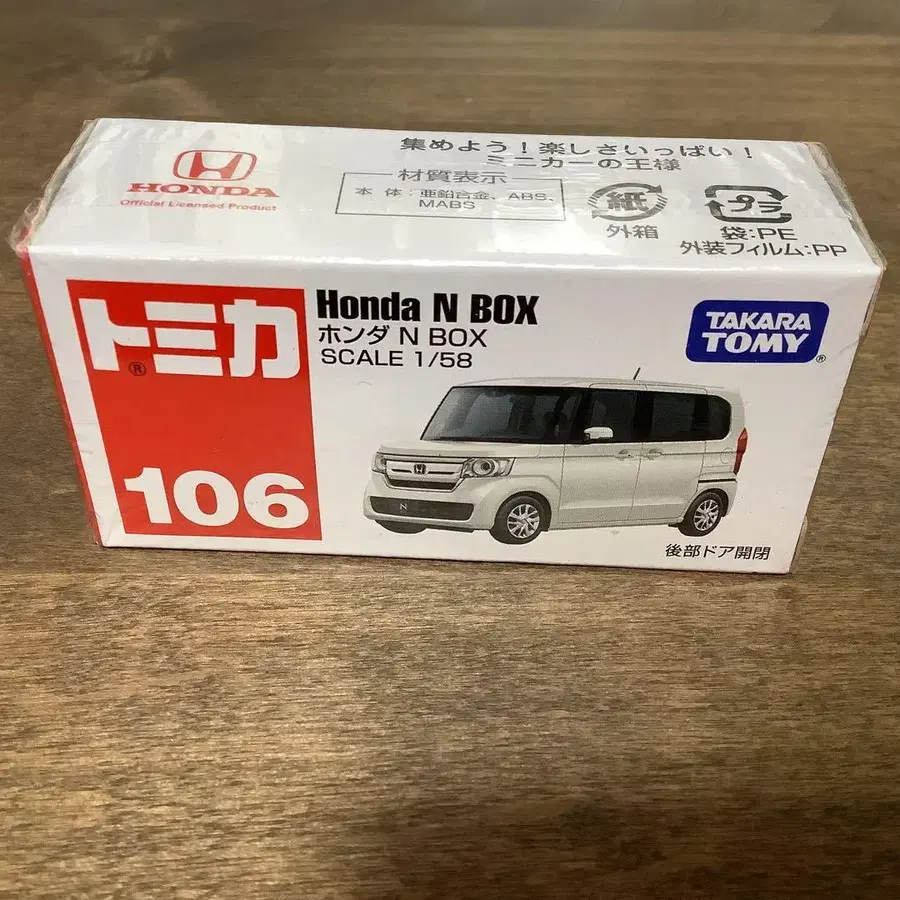 集めよう！楽しさいっぱい！
ミニカーの王様
HONDA
Official Licensed Product
材質表示
本 体：亜鉛合金、ABS、
MABS
紙
外箱
プラ
袋:PE
外装フィルム:PP
トミカ®
106
Honda N BOX
ホンダ N BOX
SCALE 1/58
TAKARA
TOMY®
N
後部ドア開閉